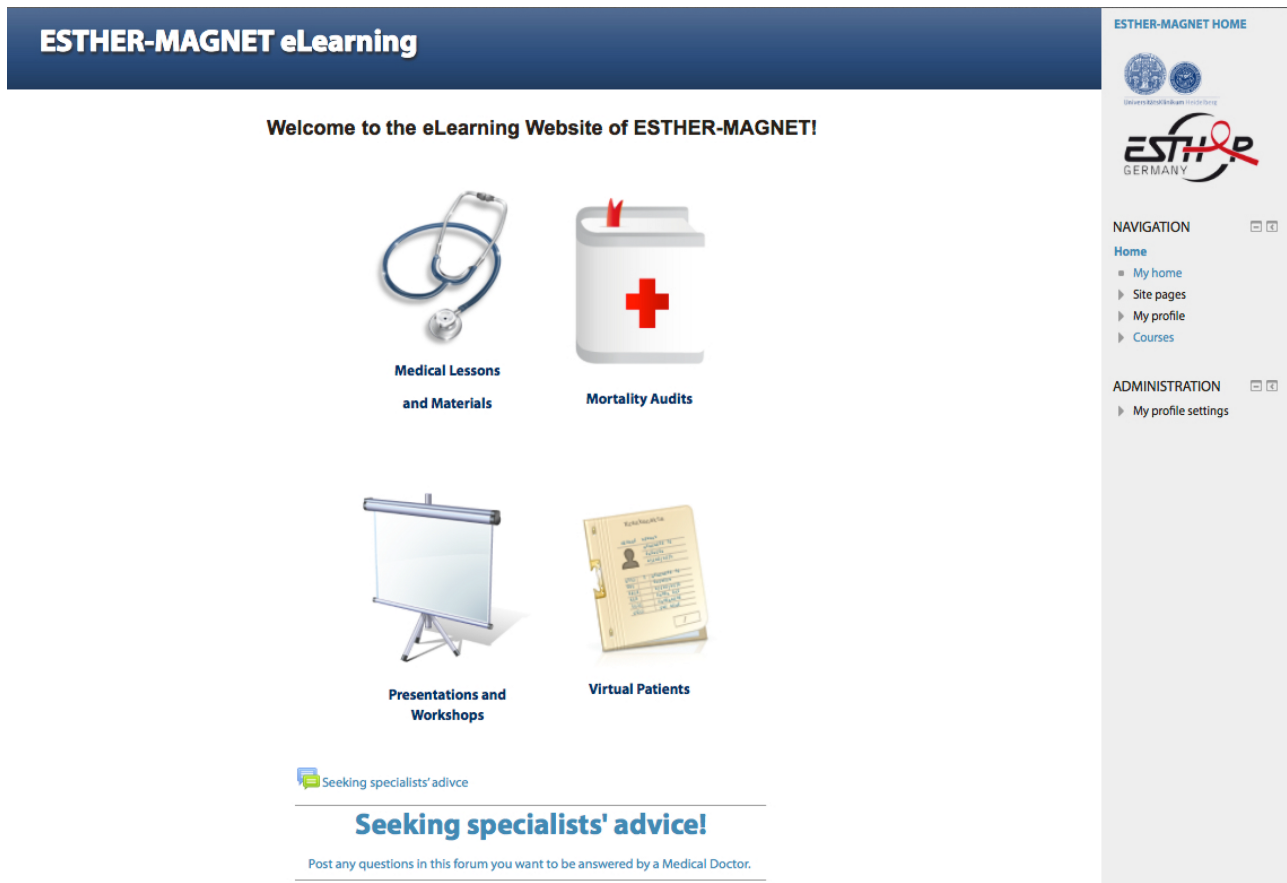 ESTHER-MAGNET eLearning
Welcome to the eLearning Website of ESTHER-MAGNET!
Medical Lessons
and Materials
Mortality Audits
Presentations and
Workshops
Virtual Patients
Seeking specialists' adivce
Seeking specialists' advice!
Post any questions in this forum you want to be answered by a Medical Doctor.
ESTHER-MAGNET HOME
UniversitätsKlinikum Heidelberg
ESTHER
GERMANY
NAVIGATION
Home
My home
Site pages
My profile
Courses
ADMINISTRATION
My profile settings